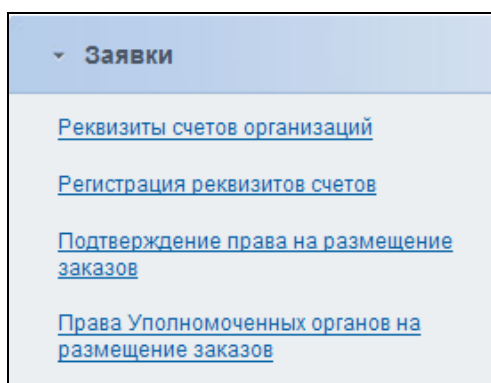 Заявки
Реквизиты счетов организаций
Регистрация реквизитов счетов
Подтверждение права на размещение
заказов
Права Уполномоченных органов на
размещение заказов